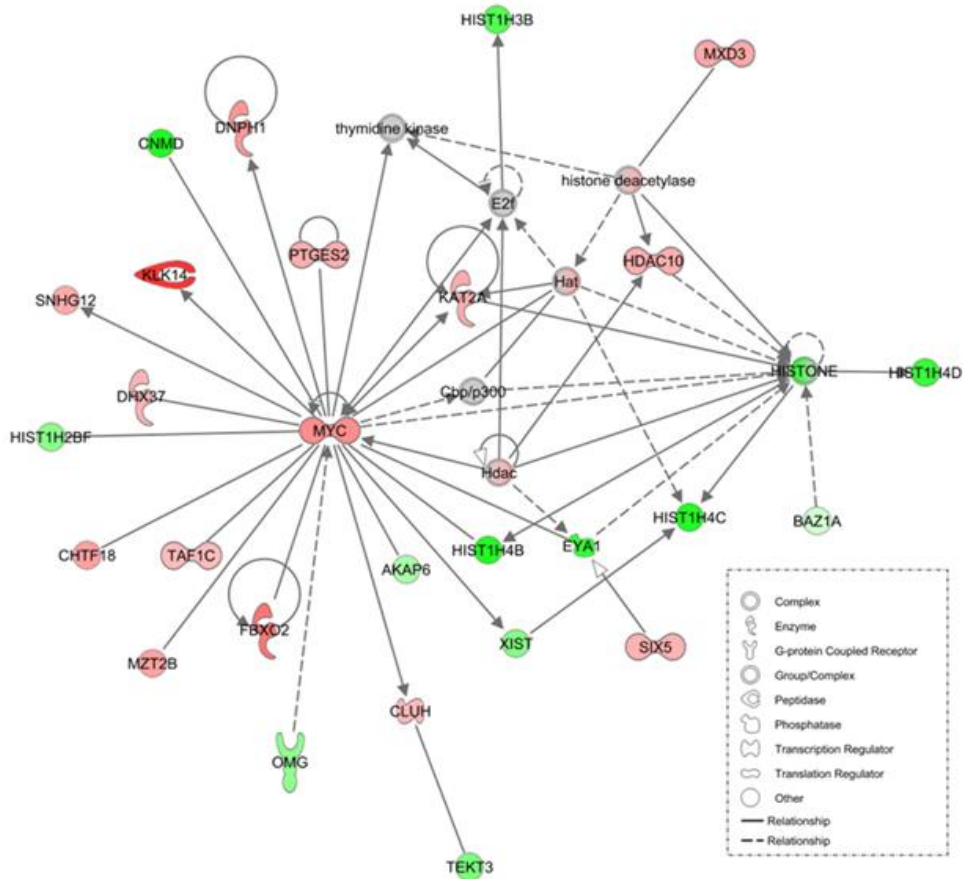 HIST1H3B
MXD3
DNPH1
thymidine kinase
CNMD
histone deacetylase
E2f
PTGES2
HDAC10
KLK14
Hat
SNHG12
KAT2A
HISTONE
HIST1H4D
Cbp/p300
DHX37
MYC
HIST1H2BF
Hdac
HIST1H4C
BAZ1A
CHTF18
TAF1C
HIST1H4B
EYA1
AKAP6
FBXO2
XIST
SIX5
MZT2B
CLUH
OMG
TEKT3
Complex
Enzyme
G-protein Coupled Receptor
Group/Complex
Peptidase
Phosphatase
Transcription Regulator
Translation Regulator
Other
Relationship
Relationship